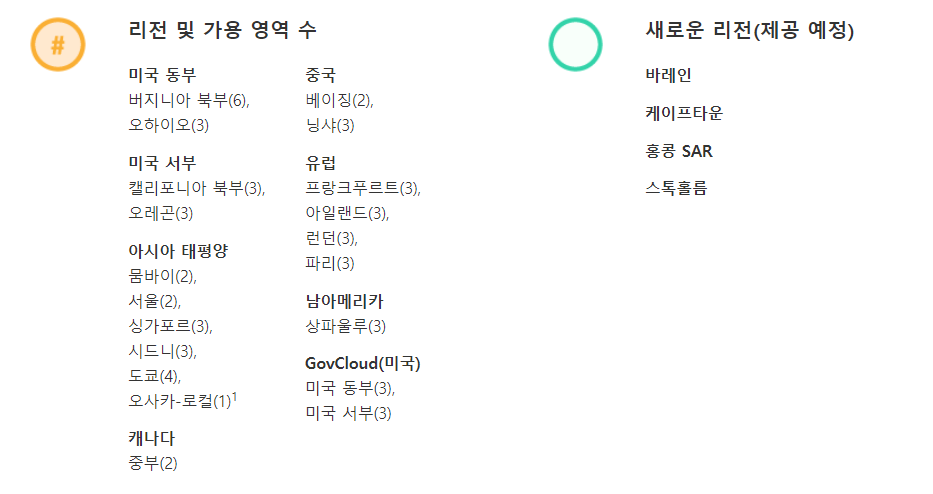 #
리전 및 가용 영역 수
미국 동부
버지니아 북부(6),
오하이오(3)
미국 서부
캘리포니아 북부(3),
오레곤(3)
아시아 태평양
뭄바이(2),
서울(2),
싱가포르(3),
시드니(3),
도쿄(4),
오사카-로컬(1)¹
캐나다
중부(2)
중국
베이징(2),
닝샤(3)
유럽
프랑크푸르트(3),
아일랜드(3),
런던(3),
파리(3)
남아메리카
상파울루(3)
GovCloud(미국)
미국 동부(3),
미국 서부(3)
새로운 리전(제공 예정)
바레인
케이프타운
홍콩 SAR
스톡홀름